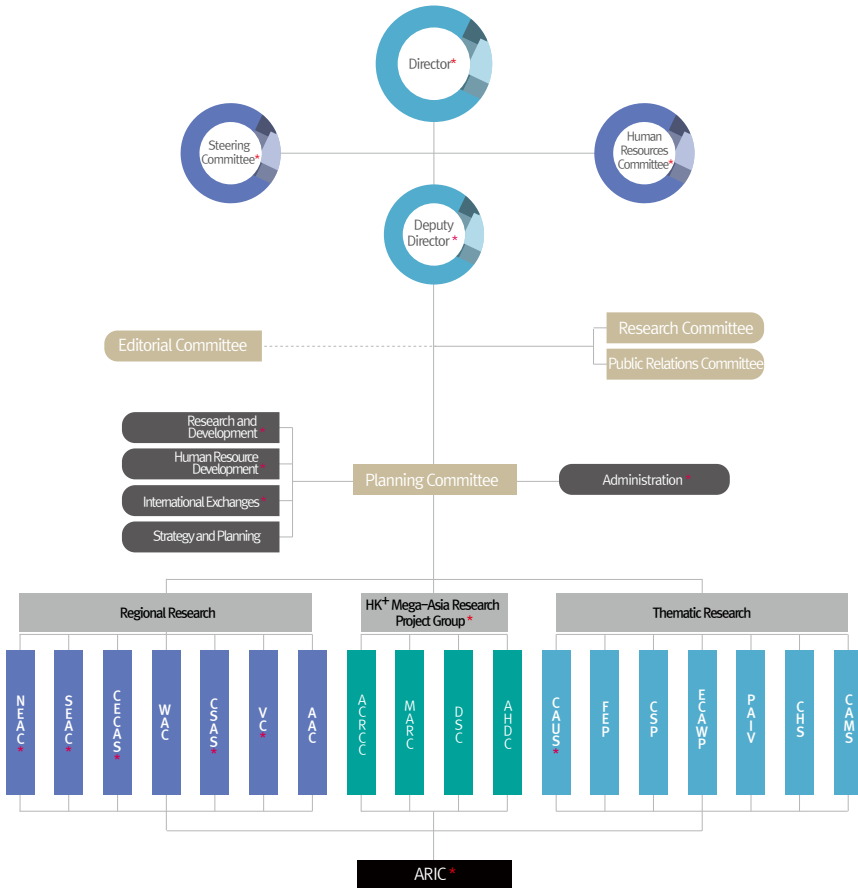 Director*
Steering
Committee*
Human
Resources
Committee*
Deputy
Director *
Editorial Committee
Research Committee
Public Relations Committee
Research and
Development *
Human Resource
Development *
International Exchanges *
Strategy and Planning
Planning Committee
Administration *
Regional Research
HK+ Mega-Asia Research
Project Group *
Thematic Research
NEAC*
SEAC*
CECAS*
WAC
CSAS*
VC*
AAC
ACRCC
MARC
DSC
AHDC
CAUS*
FEP
CSP
ECAWP
PAIV
CHS
CAMS
ARIC *